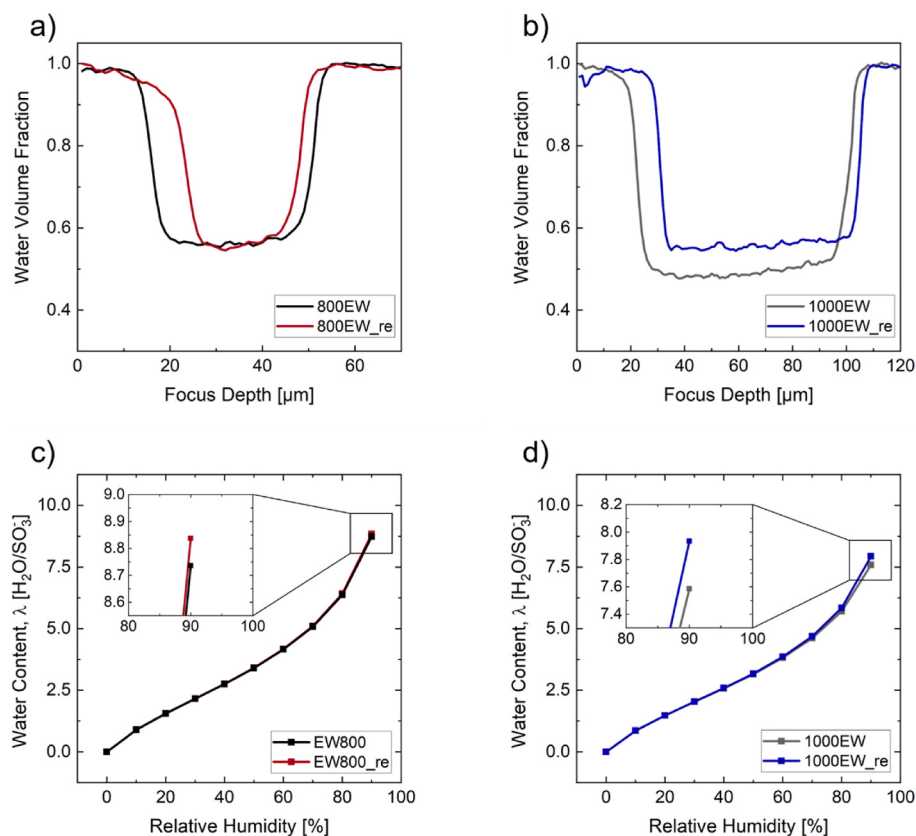 a)
Water Volume Fraction
1.0
0.8
0.6
0.4
0
20
40
60
Focus Depth [µm]
800EW
800EW_re
b)
Water Volume Fraction
1.0
0.8
0.6
0.4
0
20
40
60
80
100
120
Focus Depth [µm]
1000EW
1000EW_re
c)
Water Content, λ [H₂O/SO₃⁻]
10.0
7.5
5.0
2.5
0.0
0
20
40
60
80
100
Relative Humidity [%]
9.0
8.9
8.8
8.7
8.6
80
90
100
EW800
EW800_re
d)
Water Content, λ [H₂O/SO₃⁻]
10.0
7.5
5.0
2.5
0.0
0
20
40
60
80
100
Relative Humidity [%]
8.2
8.0
7.8
7.6
7.4
80
90
100
1000EW
1000EW_re